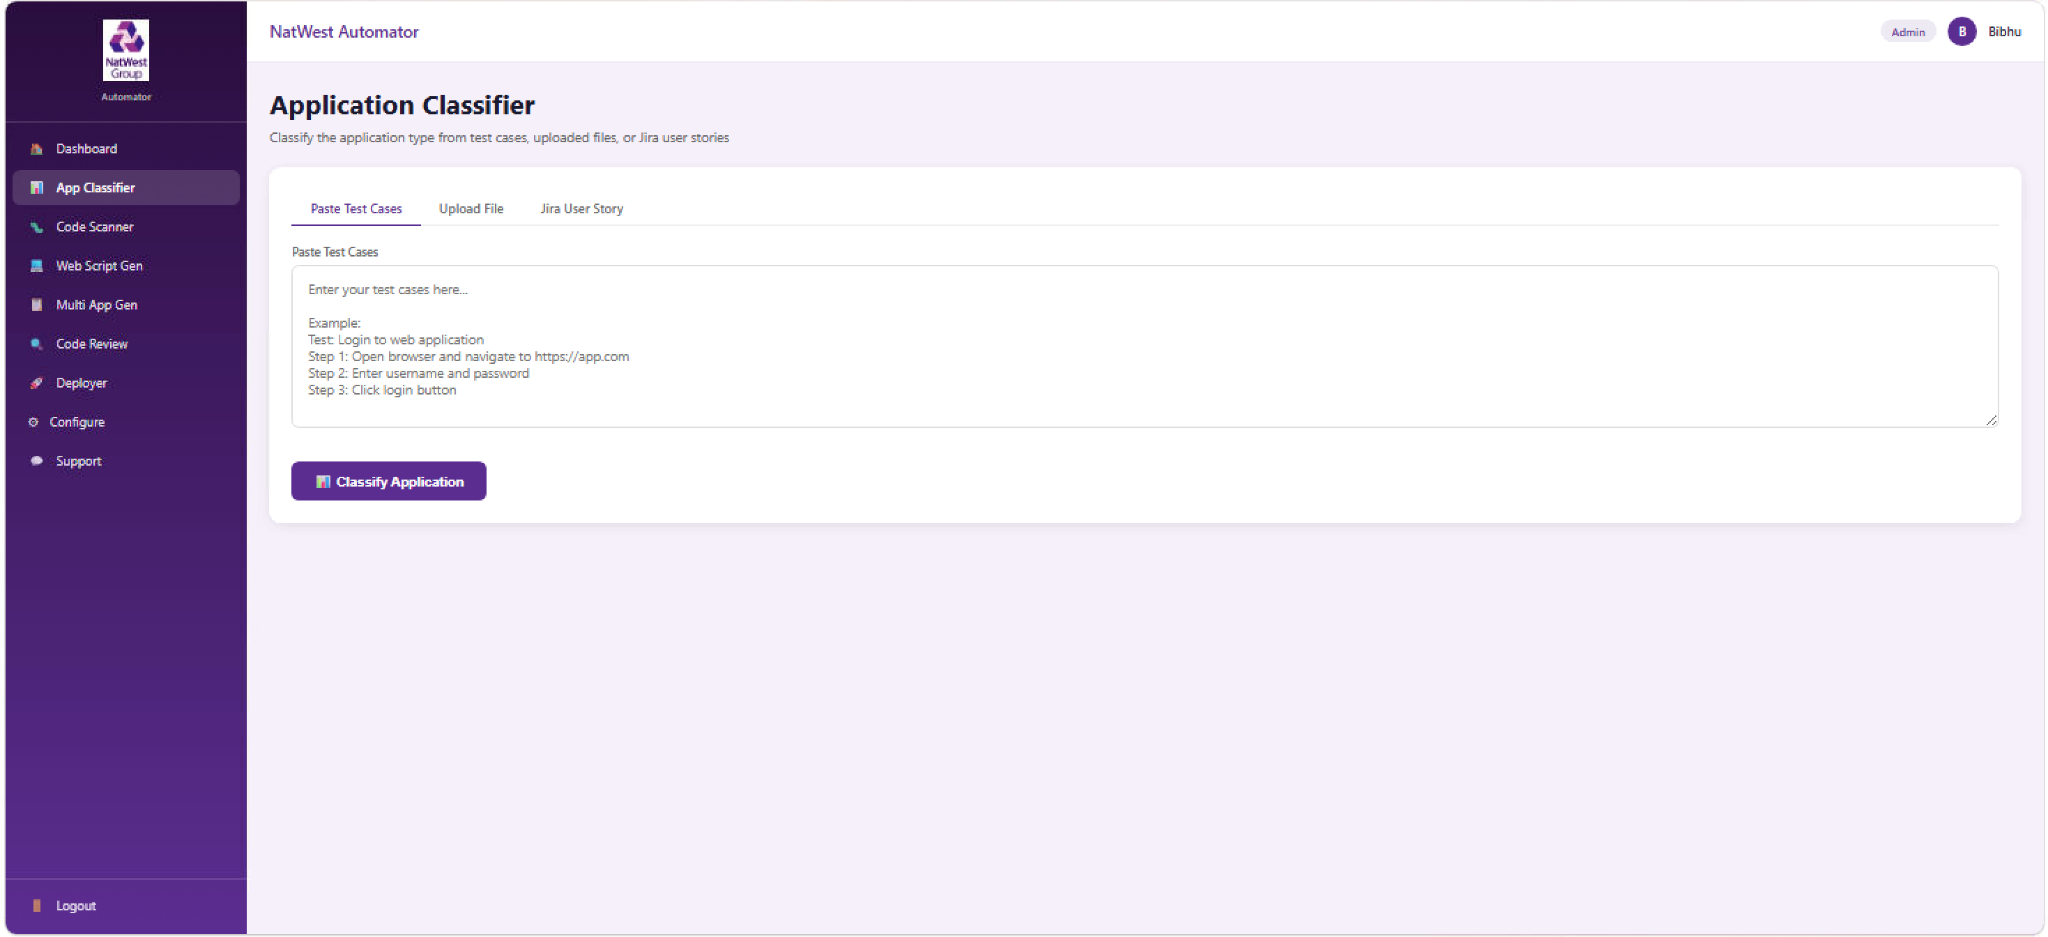 NatWest
Group
Automator
Dashboard
App Classifier
Code Scanner
Web Script Gen
Multi App Gen
Code Review
Deployer
Configure
Support
Logout
NatWest Automator
Admin
B
Bibhu
Application Classifier
Classify the application type from test cases, uploaded files, or Jira user stories
Paste Test Cases
Upload File
Jira User Story
Paste Test Cases
Enter your test cases here...
Example:
Test: Login to web application
Step 1: Open browser and navigate to https://app.com
Step 2: Enter username and password
Step 3: Click login button
Classify Application